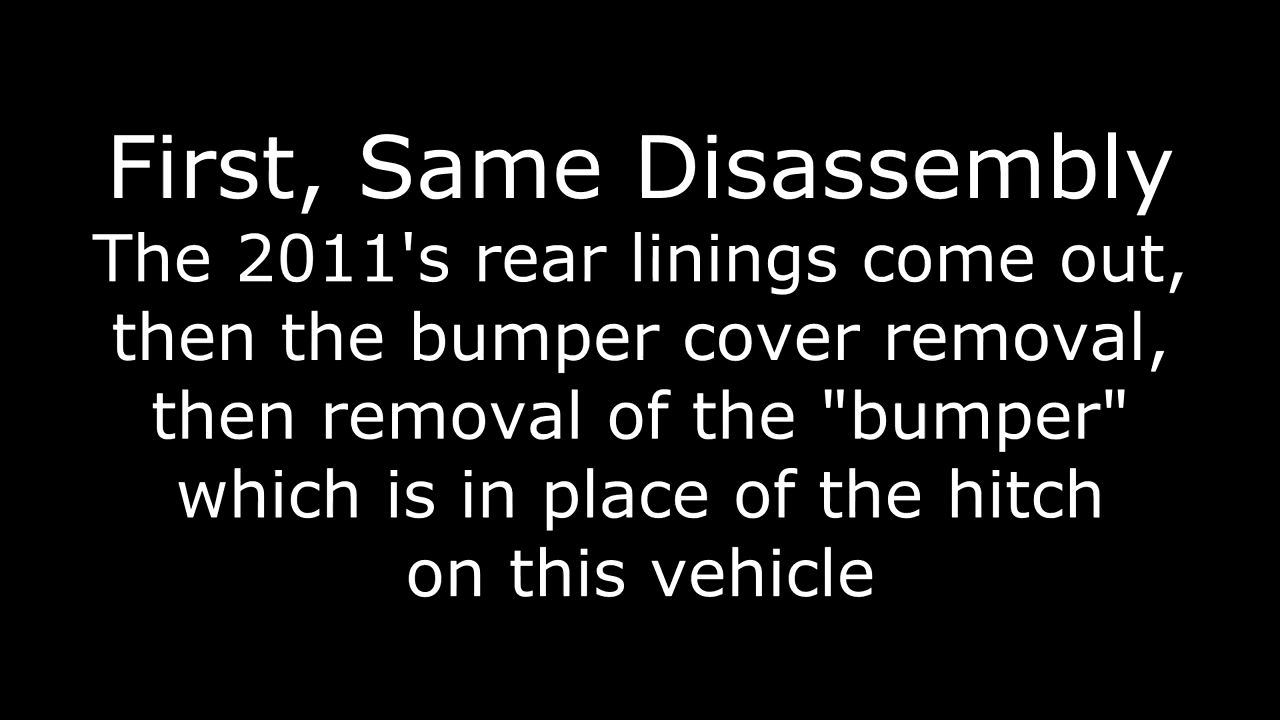 First, Same Disassembly
The 2011's rear linings come out,
then the bumper cover removal,
then removal of the "bumper"
which is in place of the hitch
on this vehicle